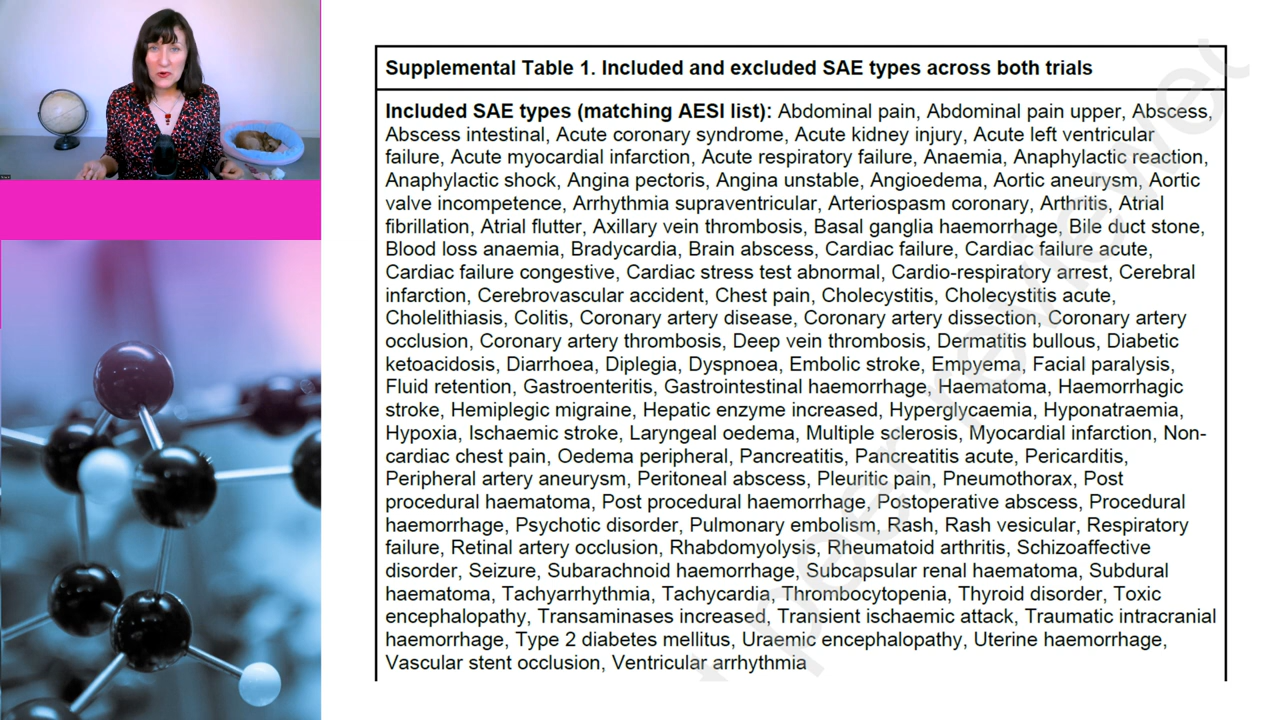 Supplemental Table 1. Included and excluded SAE types across both trials
Included SAE types (matching AESI list): Abdominal pain, Abdominal pain upper, Abscess,
Abscess intestinal, Acute coronary syndrome, Acute kidney injury, Acute left ventricular
failure, Acute myocardial infarction, Acute respiratory failure, Anaemia, Anaphylactic reaction,
Anaphylactic shock, Angina pectoris, Angina unstable, Angioedema, Aortic aneurysm, Aortic
valve incompetence, Arrhythmia supraventricular, Arteriospasm coronary, Arthritis, Atrial
fibrillation, Atrial flutter, Axillary vein thrombosis, Basal ganglia haemorrhage, Bile duct stone,
Blood loss anaemia, Bradycardia, Brain abscess, Cardiac failure, Cardiac failure acute,
Cardiac failure congestive, Cardiac stress test abnormal, Cardio-respiratory arrest, Cerebral
infarction, Cerebrovascular accident, Chest pain, Cholecystitis, Cholecystitis acute,
Cholelithiasis, Colitis, Coronary artery disease, Coronary artery dissection, Coronary artery
occlusion, Coronary artery thrombosis, Deep vein thrombosis, Dermatitis bullous, Diabetic
ketoacidosis, Diarrhoea, Diplegia, Dyspnoea, Embolic stroke, Empyema, Facial paralysis,
Fluid retention, Gastroenteritis, Gastrointestinal haemorrhage, Haematoma, Haemorrhagic
stroke, Hemiplegic migraine, Hepatic enzyme increased, Hyperglycaemia, Hyponatraemia,
Hypoxia, Ischaemic stroke, Laryngeal oedema, Multiple sclerosis, Myocardial infarction, Non-
cardiac chest pain, Oedema peripheral, Pancreatitis, Pancreatitis acute, Pericarditis,
Peripheral artery aneurysm, Peritoneal abscess, Pleuritic pain, Pneumothorax, Post
procedural haematoma, Post procedural haemorrhage, Postoperative abscess, Procedural
haemorrhage, Psychotic disorder, Pulmonary embolism, Rash, Rash vesicular, Respiratory
failure, Retinal artery occlusion, Rhabdomyolysis, Rheumatoid arthritis, Schizoaffective
disorder, Seizure, Subarachnoid haemorrhage, Subcapsular renal haematoma, Subdural
haematoma, Tachyarrhythmia, Tachycardia, Thrombocytopenia, Thyroid disorder, Toxic
encephalopathy, Transaminases increased, Transient ischaemic attack, Traumatic intracranial
haemorrhage, Type 2 diabetes mellitus, Uraemic encephalopathy, Uterine haemorrhage,
Vascular stent occlusion, Ventricular arrhythmia
peer reviewed